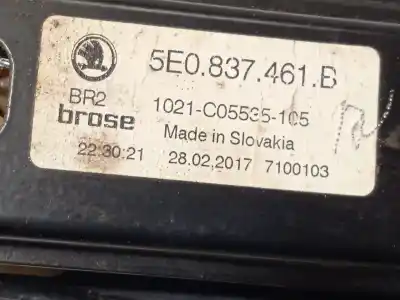 5E0.837.461.B
BR2
1021-C05535-105
brose
Made in Slovakia
22:30:21 28.02.2017 7100103